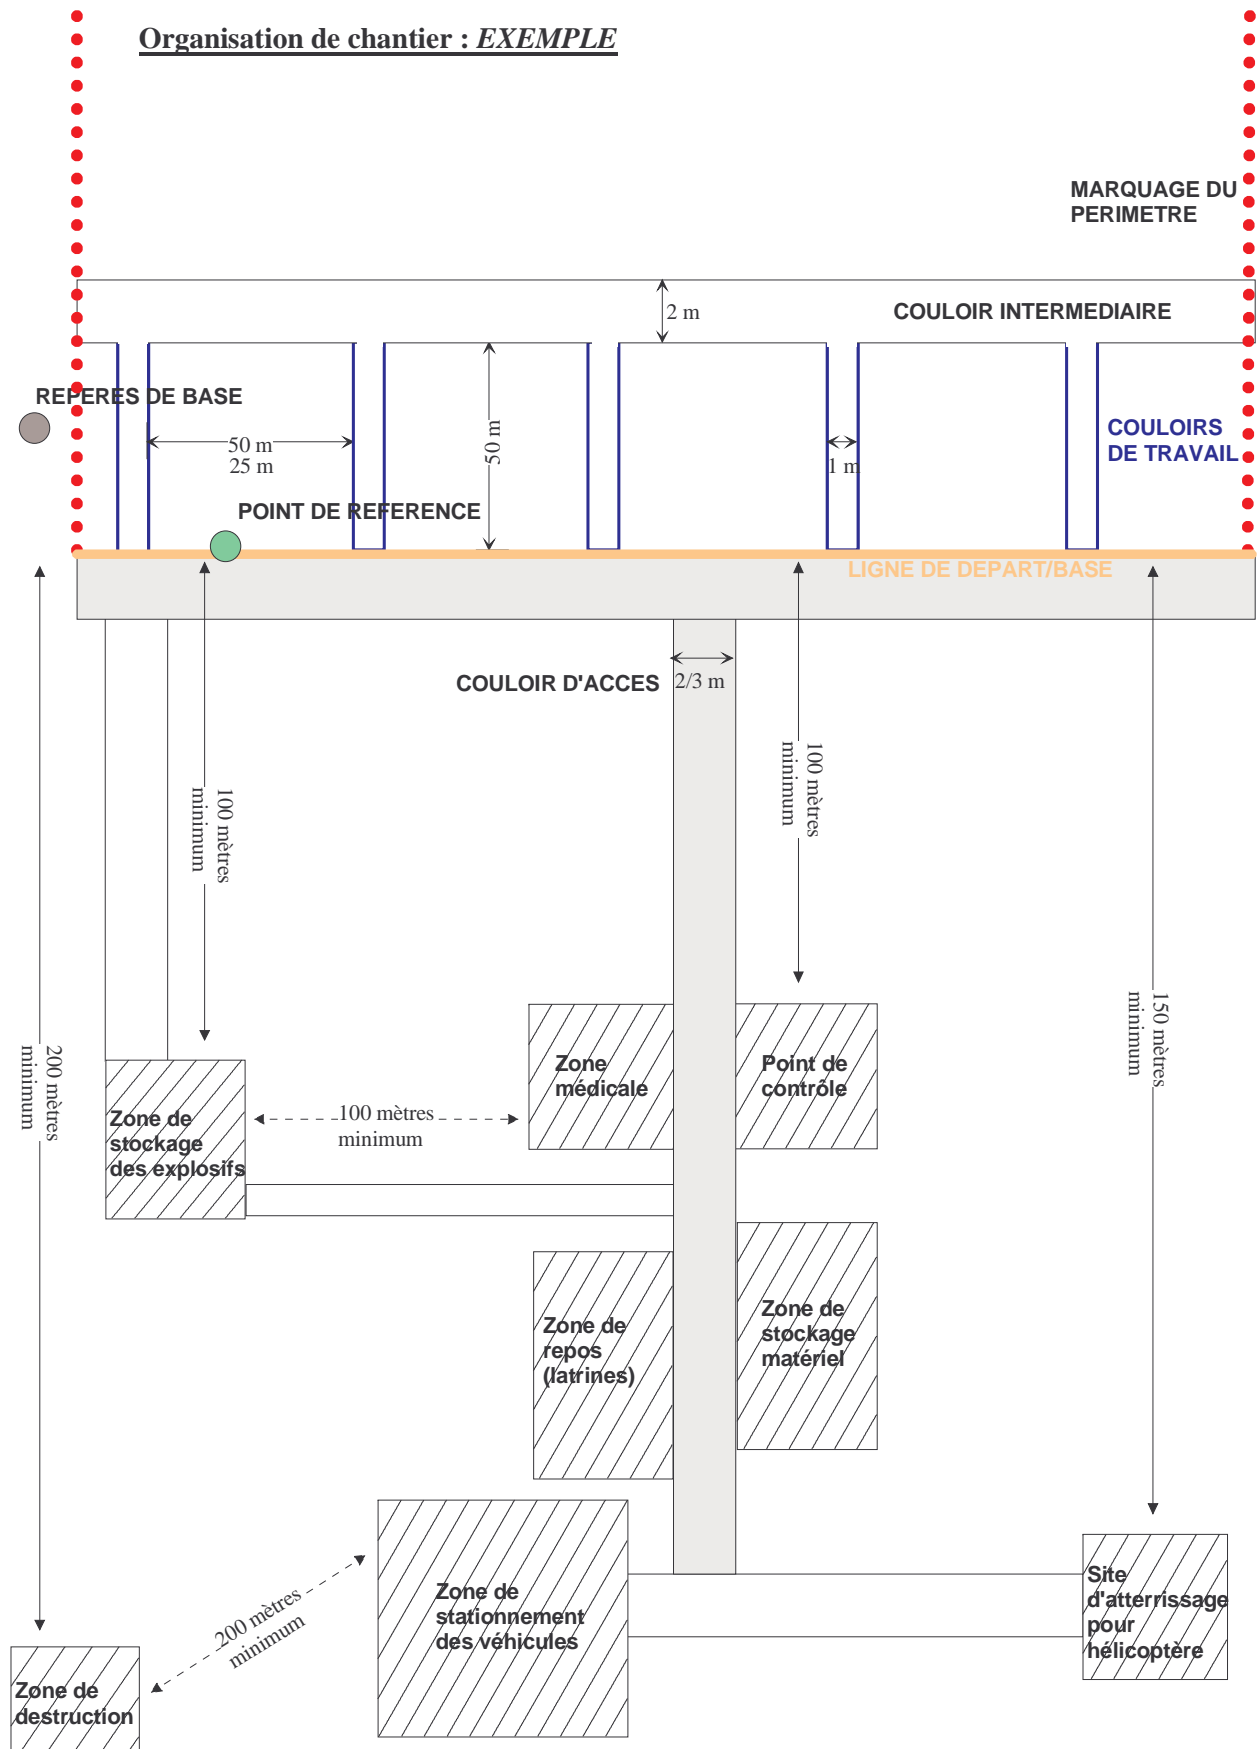 Organisation de chantier : EXEMPLE
MARQUAGE DU
PERIMETRE
2 m
COULOIR INTERMEDIAIRE
REPERES DE BASE
COULOIRS
DE TRAVAIL
50 m
25 m
50 m
1 m
POINT DE REFERENCE
LIGNE DE DEPART/BASE
COULOIR D'ACCES
2/3 m
100 mètres
minimum
100 mètres
minimum
150 mètres
minimum
200 mètres
minimum
Zone
médicale
Point de
contrôle
Zone de
stockage
des explosifs
100 mètres
minimum
Zone de
repos
(latrines)
Zone de
stockage
matériel
Zone de
stationnement
des véhicules
Site
d'atterrissage
pour
hélicoptère
200 mètres
minimum
Zone de
destruction